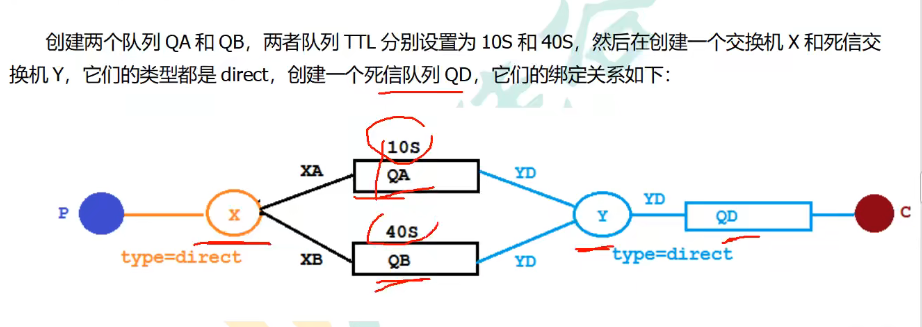 创建两个队列 QA 和 QB，两者队列 TTL 分别设置为 10S 和 40S，然后在创建一个交换机 X 和死信交
换机 Y，它们的类型都是 direct，创建一个死信队列 QD，它们的绑定关系如下：
10S
XA
QA
YD
P
X
Y
YD
QD
C
type=direct
40S
type=direct
XB
QB
YD